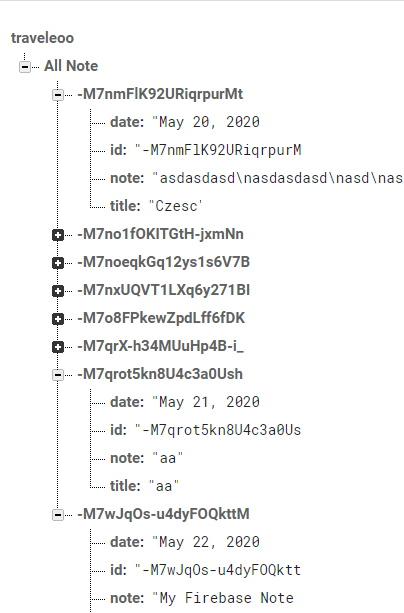 traveleoo
All Note
-M7nmFlK92URiqrpurMt
date: "May 20, 2020
id: "-M7nmFlK92URiqrpurM
note: "asdasdasd\nasdasdasd\nasd\nas
title: "Czesc'
-M7no1fOKITGtH-jxmNn
-M7noeqkGq12ys1s6V7B
-M7nxUQVT1LXq6y271BI
-M7o8FPkewZpdLff6fDK
-M7qrX-h34MUuHp4B-i_
-M7qrot5kn8U4c3a0Ush
date: "May 21, 2020
id: "-M7qrot5kn8U4c3a0Us
note: "aa"
title: "aa"
-M7wJqOs-u4dyFOQkttM
date: "May 22, 2020
id: "-M7wJqOs-u4dyFOQktt
note: "My Firebase Note